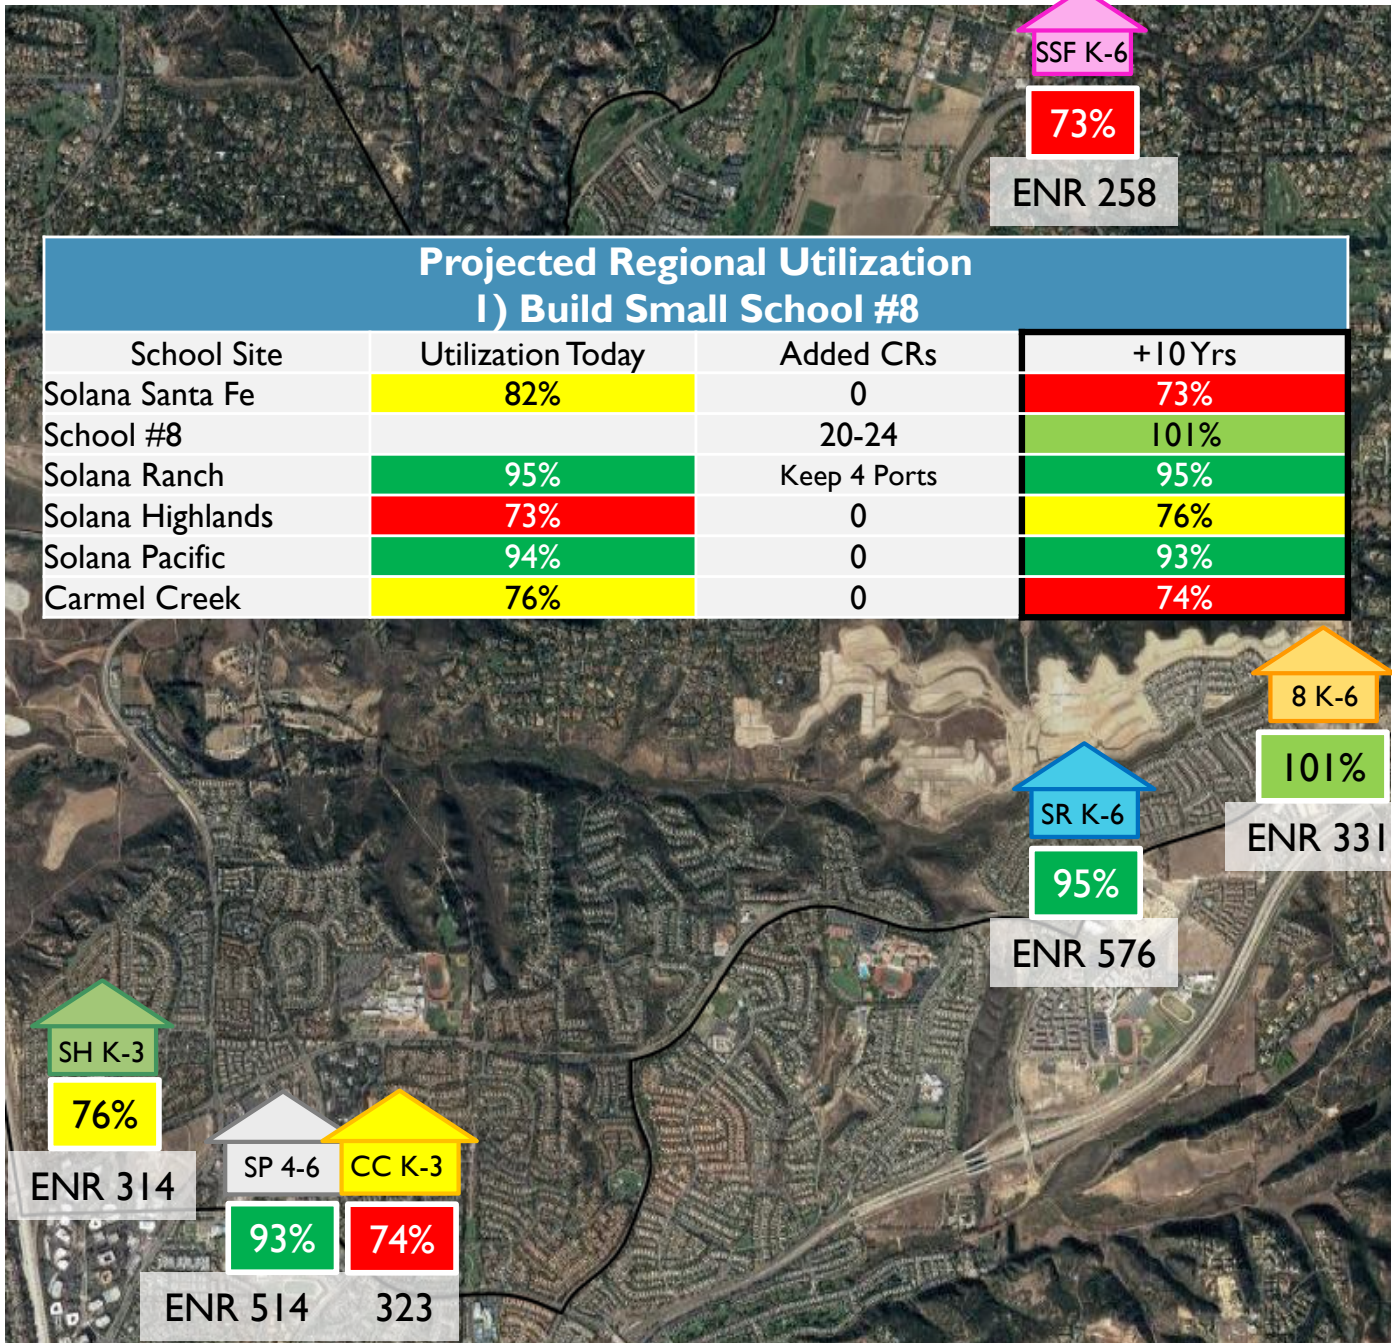 SSF K-6
73%
ENR 258
Projected Regional Utilization
1) Build Small School #8
School Site Utilization Today Added CRs +10 Yrs
Solana Santa Fe 82% 0 73%
School #8 20-24 101%
Solana Ranch 95% Keep 4 Ports 95%
Solana Highlands 73% 0 76%
Solana Pacific 94% 0 93%
Carmel Creek 76% 0 74%
8 K-6
101%
ENR 331
SR K-6
95%
ENR 576
SH K-3
76%
ENR 314
SP 4-6 CC K-3
93% 74%
ENR 514 323